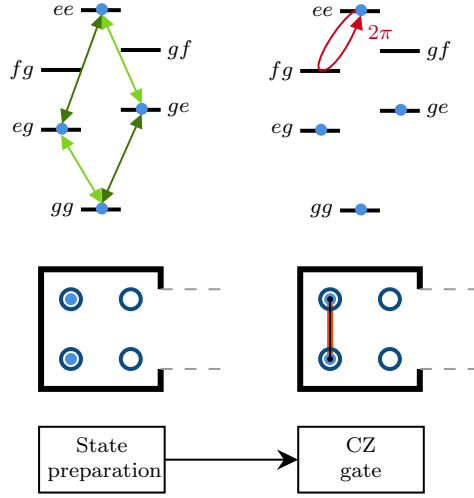 ee
gf
fg
ge
eg
gg
ee
2π
gf
fg
ge
eg
gg
State
preparation
CZ
gate